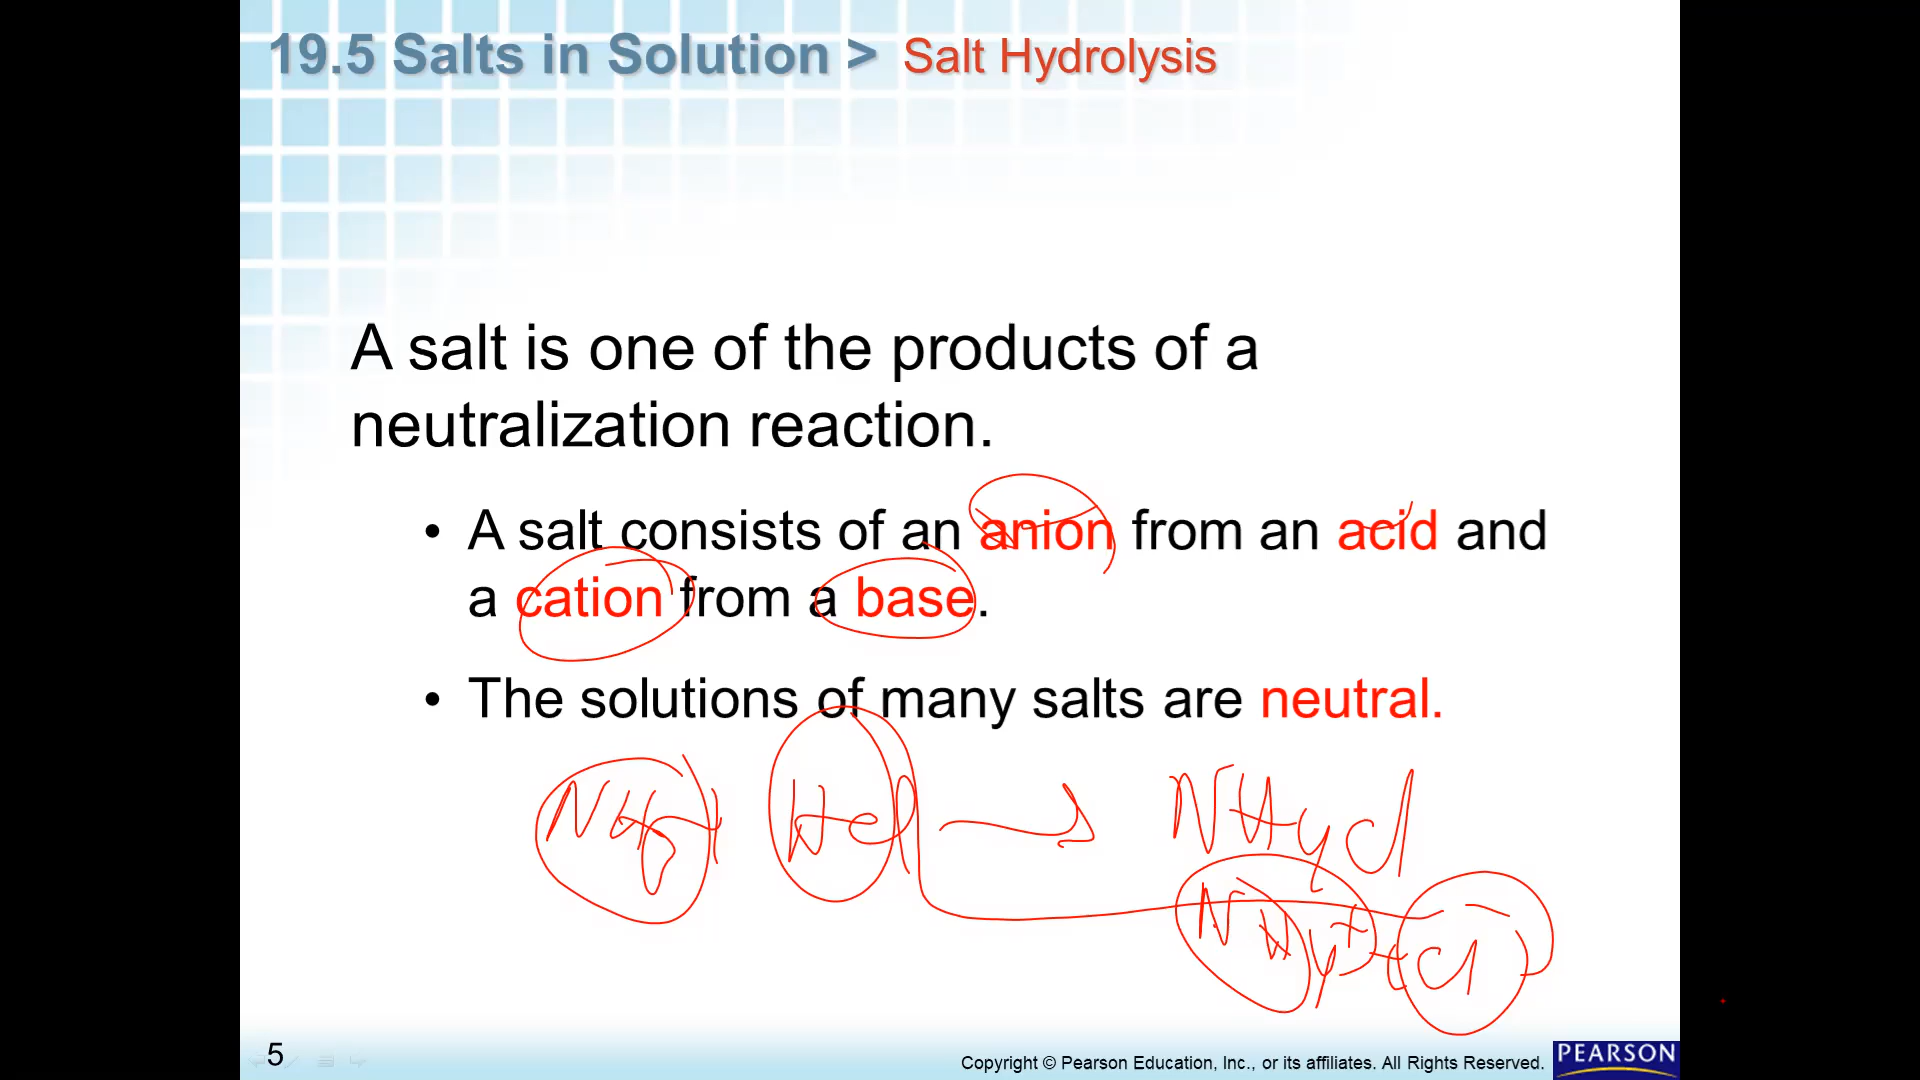 19.5 Salts in Solution > Salt Hydrolysis
A salt is one of the products of a
neutralization reaction.
• A salt consists of an anion from an acid and
a cation from a base.
• The solutions of many salts are neutral.
NH3 + HCl → NH4Cl
NH4+ + Cl-
5
Copyright © Pearson Education, Inc., or its affiliates. All Rights Reserved.
PEARSON